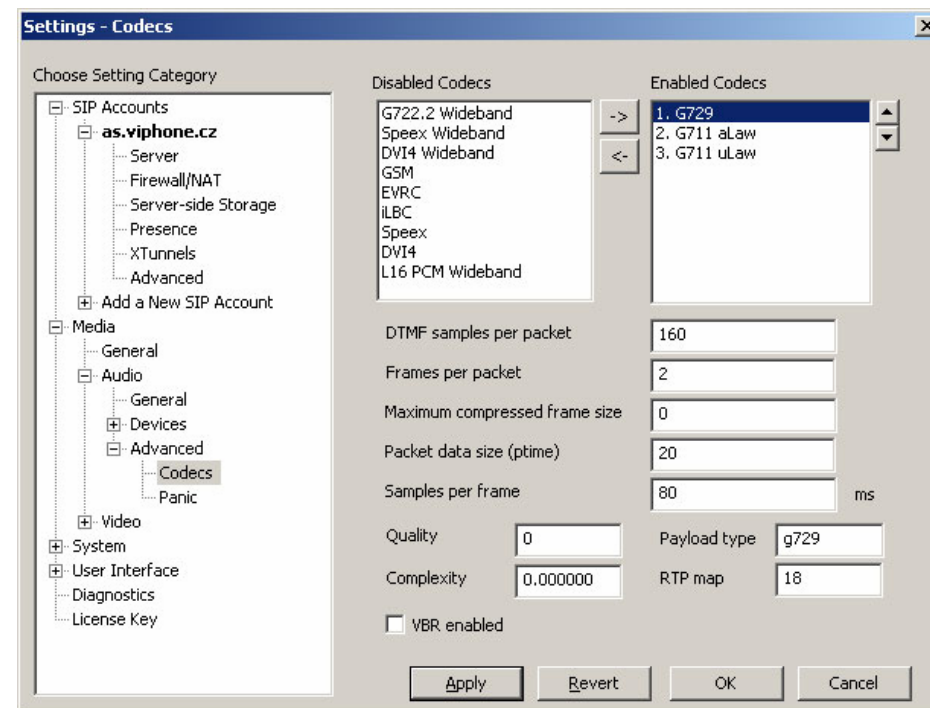 Settings - Codecs
Choose Setting Category
SIP Accounts
as.viphone.cz
Server
Firewall/NAT
Server-side Storage
Presence
XTunnels
Advanced
Add a New SIP Account
Media
General
Audio
General
Devices
Advanced
Codecs
Panic
Video
System
User Interface
Diagnostics
License Key
Disabled Codecs
G722.2 Wideband
Speex Wideband
DVI4 Wideband
GSM
EVRC
iLBC
Speex
DVI4
L16 PCM Wideband
->
<-
Enabled Codecs
1. G729
2. G711 aLaw
3. G711 uLaw
DTMF samples per packet 160
Frames per packet 2
Maximum compressed frame size 0
Packet data size (ptime) 20
Samples per frame 80 ms
Quality 0 Payload type g729
Complexity 0.000000 RTP map 18
VBR enabled
Apply Revert OK Cancel